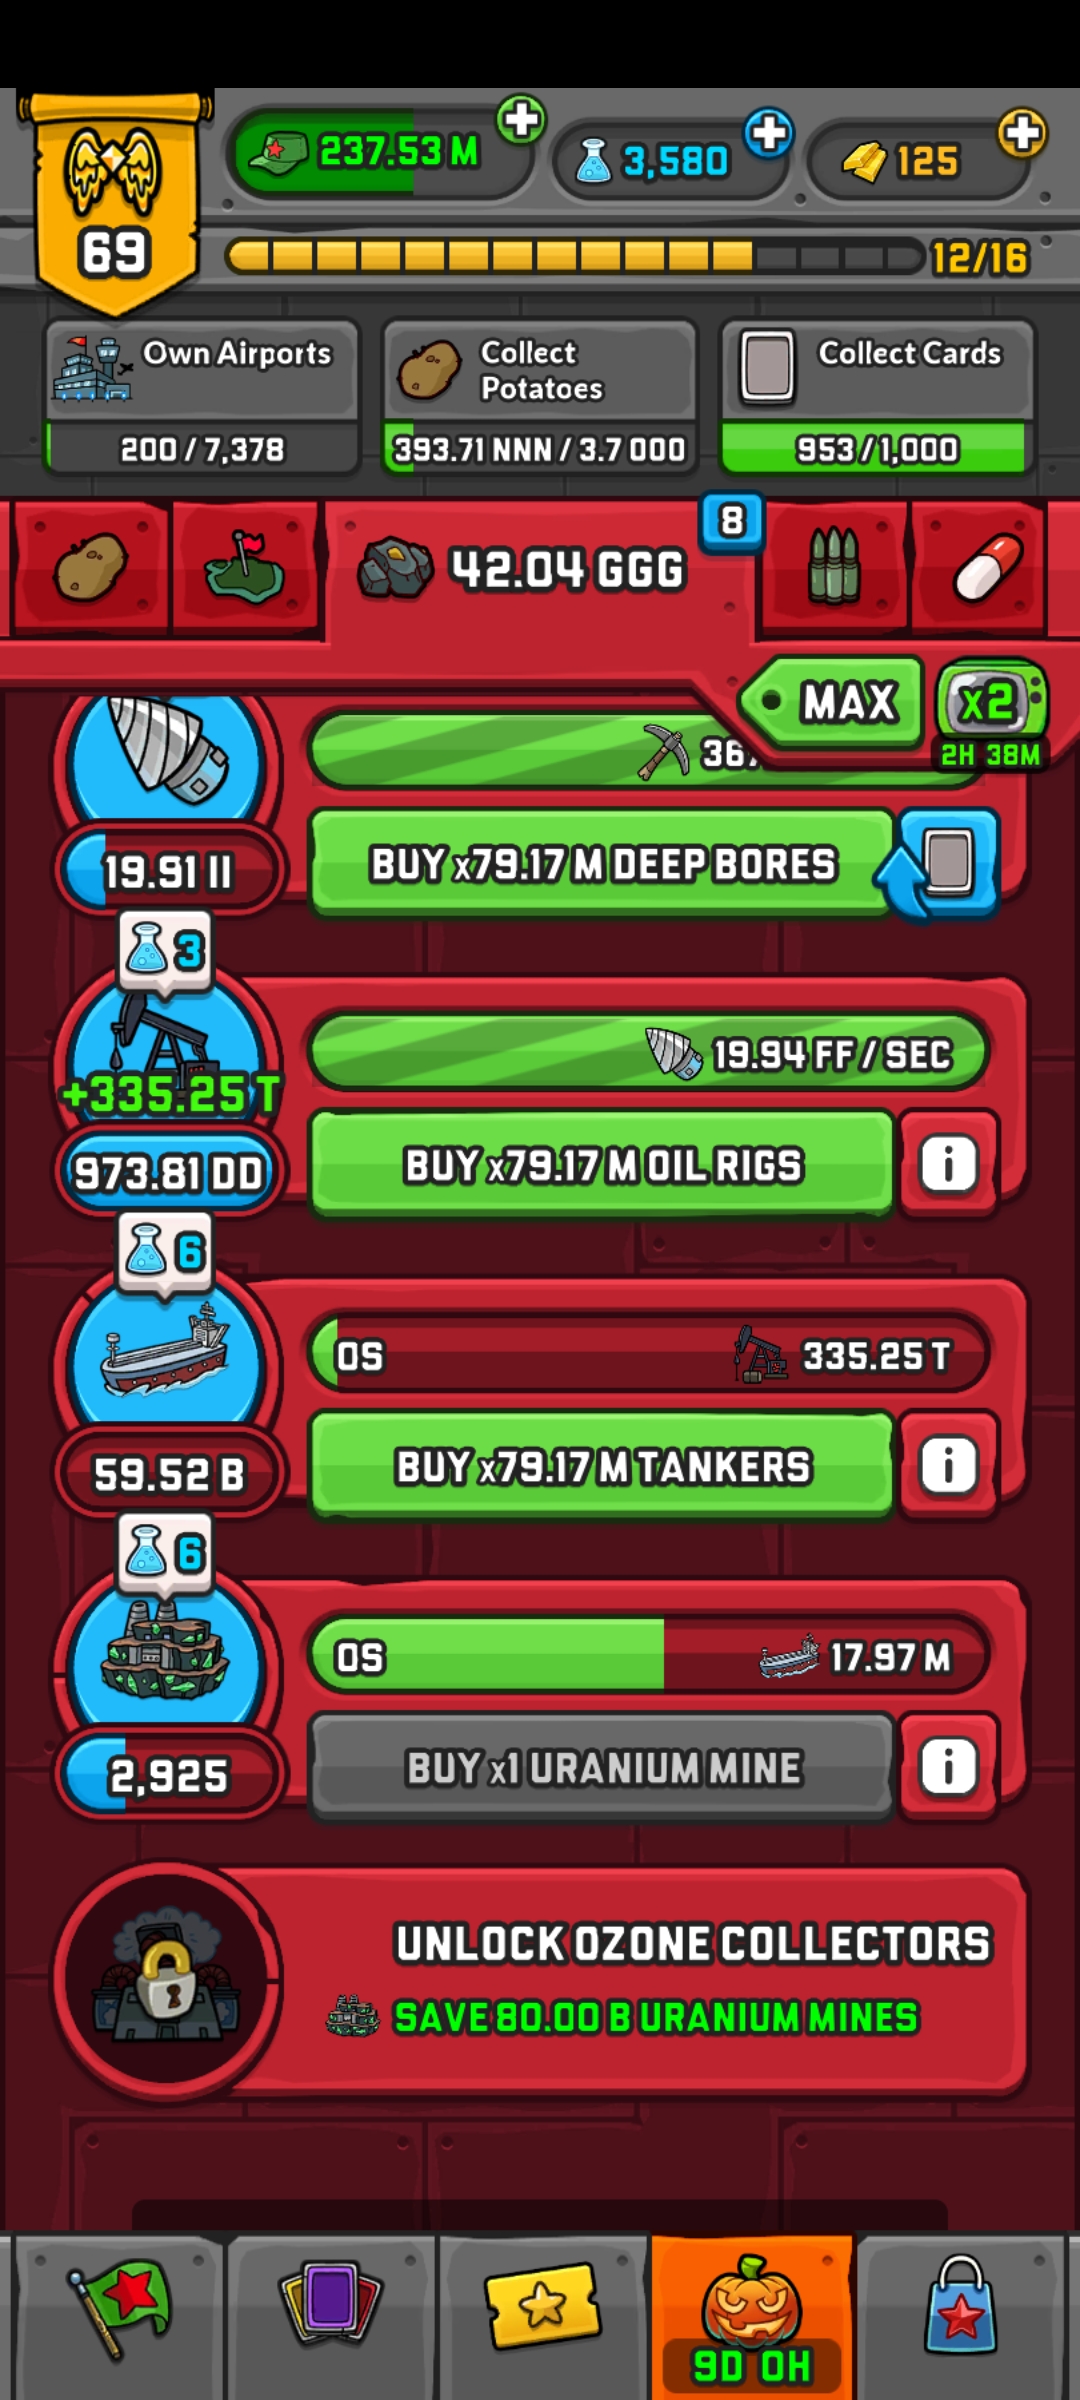 237.53 M
3,580
125
69
12/16
Own Airports
200 / 7,378
Collect
Potatoes
393.71 NNN / 3.7 OOO
Collect Cards
953 / 1,000
42.04 GGG
8
MAX
x2
2H 38M
19.91 II
BUY x79.17 M DEEP BORES
3
+335.25 T
19.94 FF / SEC
973.81 DD
BUY x79.17 M OIL RIGS
i
6
0S
335.25 T
59.52 B
BUY x79.17 M TANKERS
i
6
0S
17.97 M
2,925
BUY x1 URANIUM MINE
i
UNLOCK OZONE COLLECTORS
SAVE 80.00 B URANIUM MINES
9D 0H